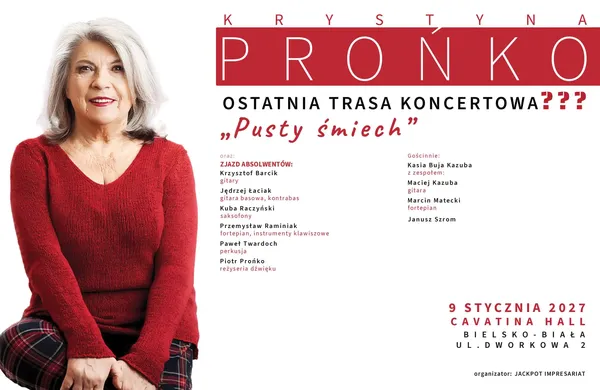 KRYSTYNA
PROŃKO
OSTATNIA TRASA KONCERTOWA???
„Pusty śmiech”
oraz:
ZJAZD ABSOLWENTÓW:
Krzysztof Barcik
gitary
Jędrzej Łaciak
gitara basowa, kontrabas
Kuba Raczyński
saksofony
Przemysław Raminiak
fortepian, instrumenty klawiszowe
Paweł Twardoch
perkusja
Piotr Prońko
reżyseria dźwięku
Gościnnie:
Kasia Buja Kazuba
z zespołem:
Maciej Kazuba
gitara
Marcin Matecki
fortepian
Janusz Szrom
9 STYCZNIA 2027
CAVATINA HALL
BIELSKO-BIAŁA
UL.DWORKOWA 2
organizator: JACKPOT IMPRESARIAT